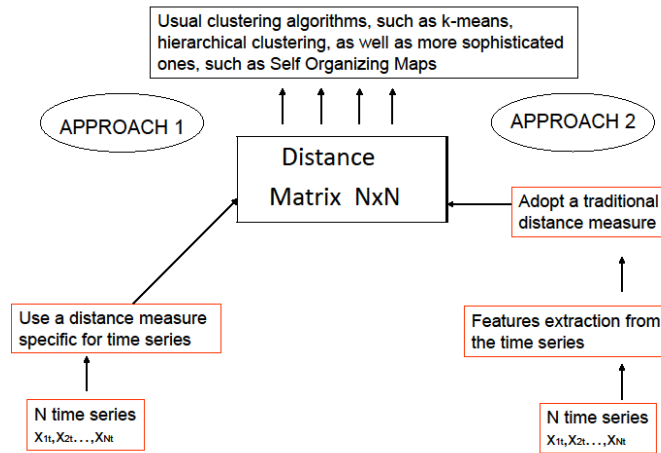 Usual clustering algorithms, such as k-means,
hierarchical clustering, as well as more sophisticated
ones, such as Self Organizing Maps
APPROACH 1
APPROACH 2
Distance
Matrix NxN
Adopt a traditional
distance measure
Use a distance measure
specific for time series
Features extraction from
the time series
N time series
X1t,X2t...,XNt
N time series
X1t,X2t...,XNt